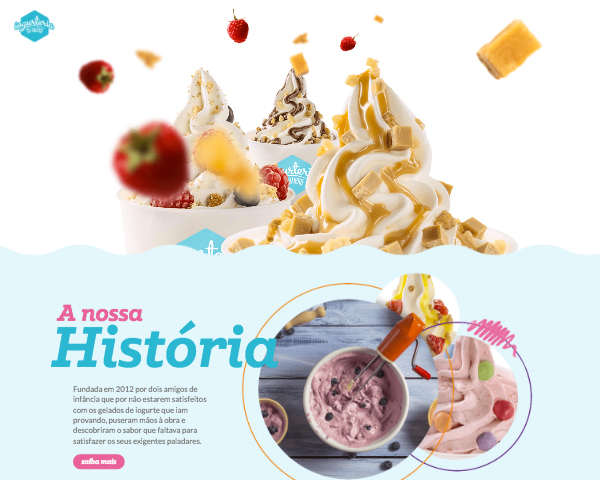 Yogurteria
A nossa
História
Fundada em 2012 por dois amigos de
infância que por não estarem satisfeitos
com os gelados de iogurte que iam
provando, puseram mãos à obra e
descobriram o sabor que faltava para
satisfazer os seus exigentes paladares.
saiba mais